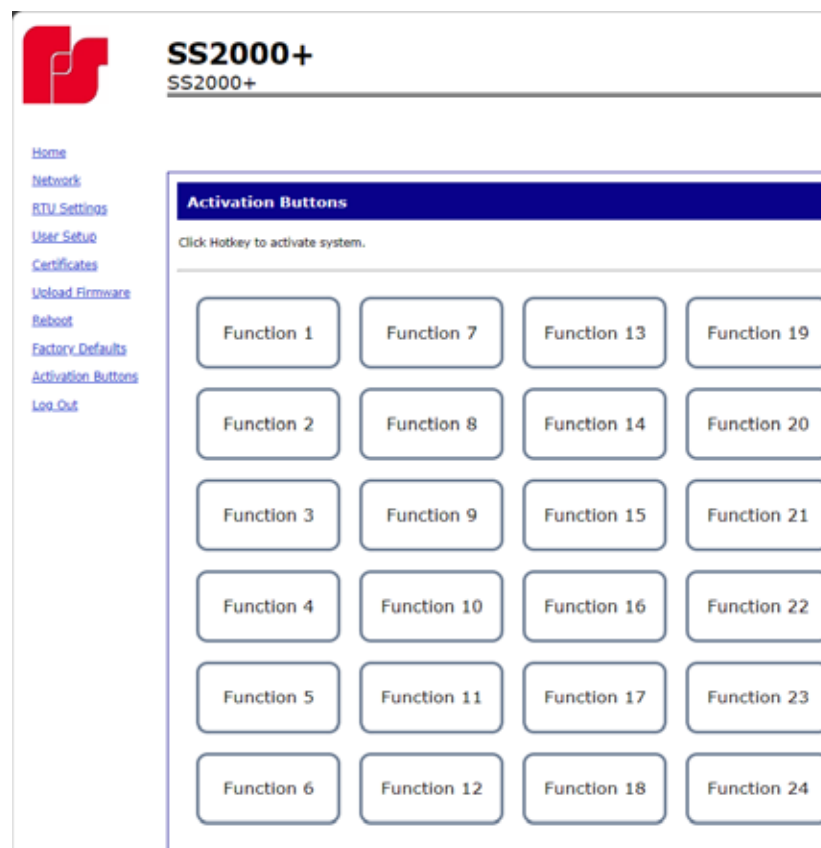 SS2000+
SS2000+
Home
Network
RTU Settings
User Setup
Certificates
Upload Firmware
Reboot
Factory Defaults
Activation Buttons
Log Out
Activation Buttons
Click Hotkey to activate system.
Function 1 Function 7 Function 13 Function 19
Function 2 Function 8 Function 14 Function 20
Function 3 Function 9 Function 15 Function 21
Function 4 Function 10 Function 16 Function 22
Function 5 Function 11 Function 17 Function 23
Function 6 Function 12 Function 18 Function 24